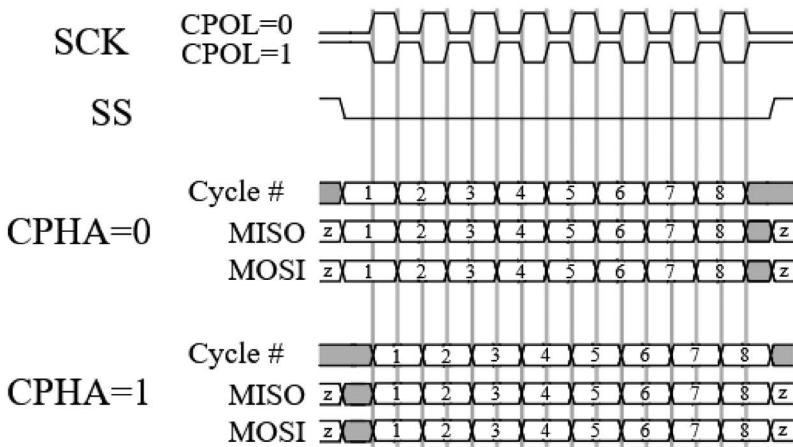 CPOL=0
SCK
CPOL=1
SS
Cycle # 1 2 3 4 5 6 7 8
CPHA=0
MISO z 1 2 3 4 5 6 7 8 z
MOSI z 1 2 3 4 5 6 7 8 z
Cycle # 1 2 3 4 5 6 7 8
CPHA=1
MISO z 1 2 3 4 5 6 7 8 z
MOSI z 1 2 3 4 5 6 7 8 z